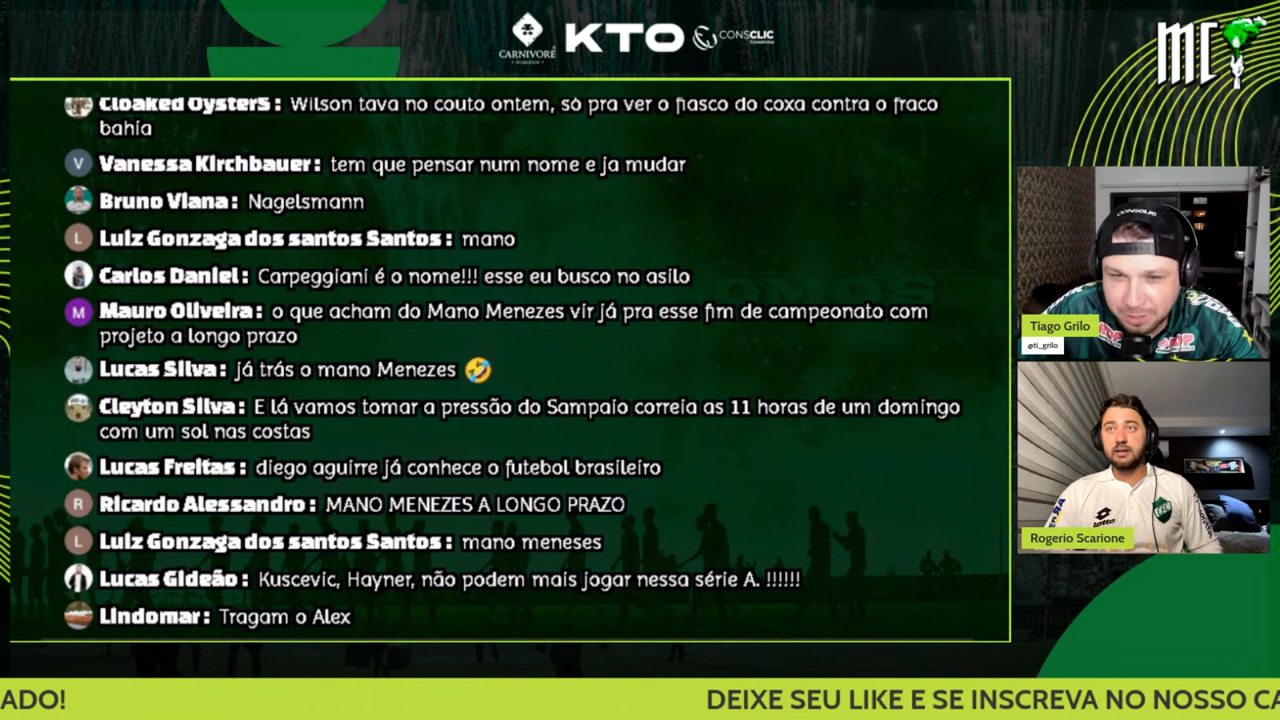 CARNIVORÉ
KTO
CONSCLIC
MC
Cloaked OysterS : Wilson tava no couto ontem, só pra ver o fiasco do coxa contra o fraco
bahia
V Vanessa Kirchbauer : tem que pensar num nome e ja mudar
Bruno Viana : Nagelsmann
L Luiz Gonzaga dos santos Santos : mano
Carlos Daniel : Carpeggiani é o nome!!! esse eu busco no asilo
M Mauro Oliveira : o que acham do Mano Menezes vir já pra esse fim de campeonato com
projeto a longo prazo
Lucas Silva : já trás o mano Menezes 🤣
Cleyton Silva : E lá vamos tomar a pressão do Sampaio correia as 11 horas de um domingo
com um sol nas costas
Lucas Freitas : diego aguirre já conhece o futebol brasileiro
R Ricardo Alessandro : MANO MENEZES A LONGO PRAZO
L Luiz Gonzaga dos santos Santos : mano meneses
Lucas Gideão : Kuscevic, Hayner, não podem mais jogar nessa série A. !!!!!!
Lindomar : Tragam o Alex
CONSCLIC
Tiago Grilo
@ti_grilo
lotto
Rogerio Scarione
ADO!
DEIXE SEU LIKE E SE INSCREVA NO NOSSO CA